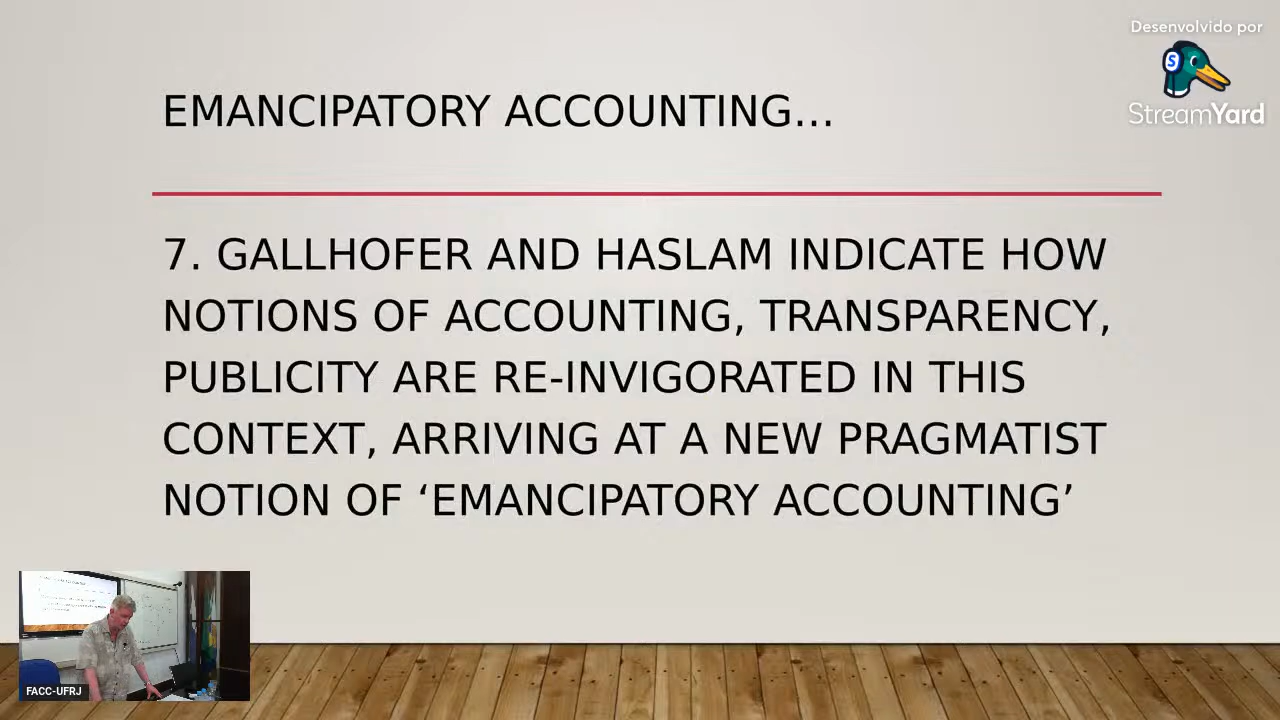 Desenvolvido por
StreamYard
EMANCIPATORY ACCOUNTING…
7. GALLHOFER AND HASLAM INDICATE HOW
NOTIONS OF ACCOUNTING, TRANSPARENCY,
PUBLICITY ARE RE-INVIGORATED IN THIS
CONTEXT, ARRIVING AT A NEW PRAGMATIST
NOTION OF ‘EMANCIPATORY ACCOUNTING’
FACC-UFRJ